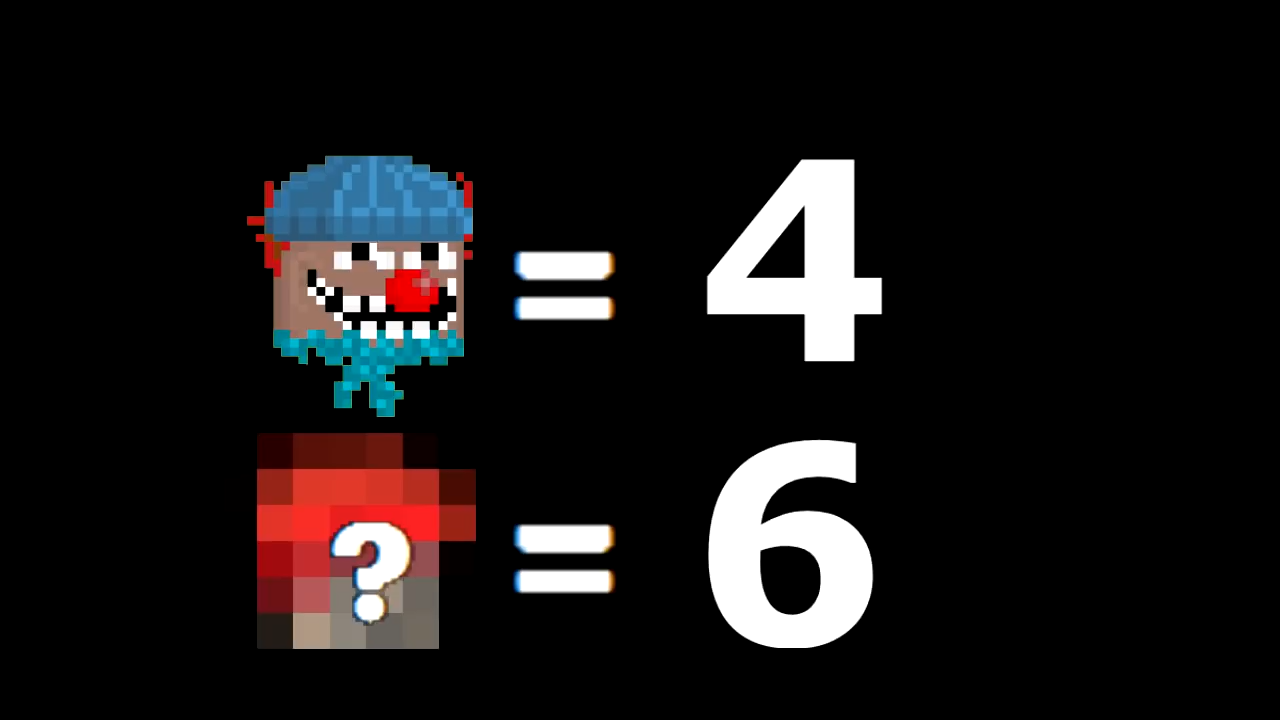 = 4
? = 6